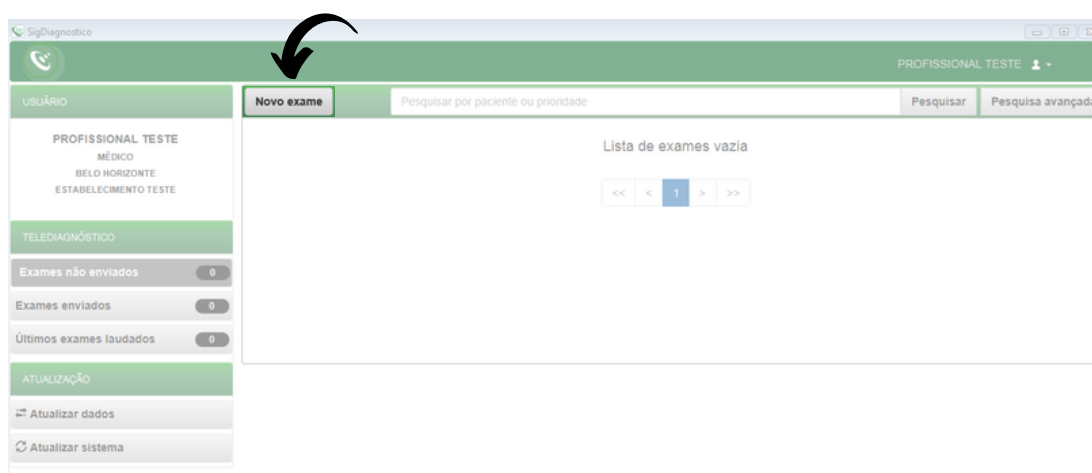 SigDiagnostico
PROFISSIONAL TESTE
USUÁRIO
PROFISSIONAL TESTE
MÉDICO
BELO HORIZONTE
ESTABELECIMENTO TESTE
TELEDIAGNÓSTICO
Exames não enviados 0
Exames enviados 0
Últimos exames laudados 0
ATUALIZAÇÃO
Atualizar dados
Atualizar sistema
Novo exame
Pesquisar por paciente ou prioridade
Pesquisar
Pesquisa avançada
Lista de exames vazia
<< < 1 > >>